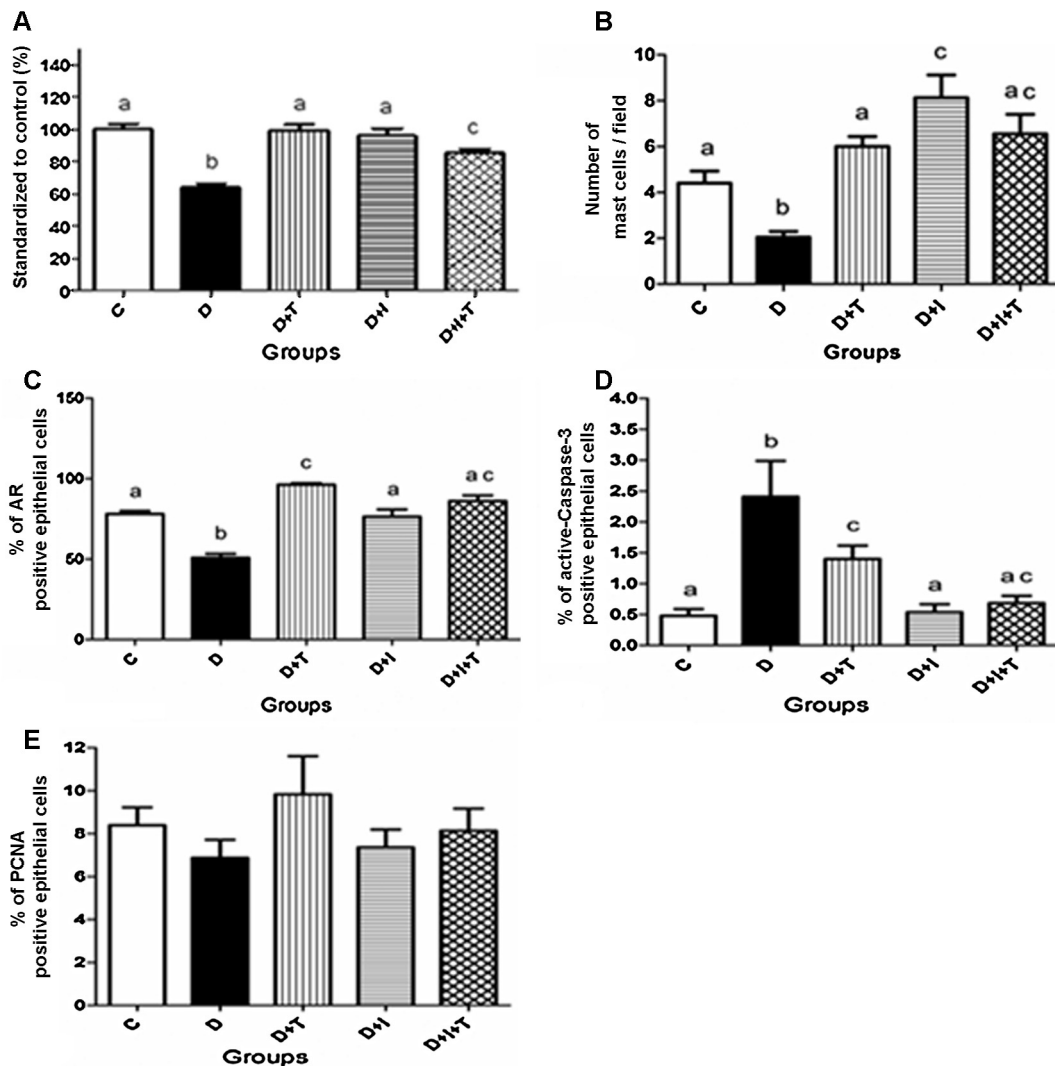 A
Standardized to control (%)
140
120
100
80
60
40
20
0
a
b
a
a
c
C
D
D+T
D+I
D+I+T
Groups
B
Number of
mast cells / field
10
8
6
4
2
0
a
b
a
c
a c
C
D
D+T
D+I
D+I+T
Groups
C
% of AR
positive epithelial cells
150
100
50
0
a
b
c
a
a c
C
D
D+T
D+I
D+I+T
Groups
D
% of active-Caspase-3
positive epithelial cells
4.0
3.5
3.0
2.5
2.0
1.5
1.0
0.5
0.0
a
b
c
a
a c
C
D
D+T
D+I
D+I+T
Groups
E
% of PCNA
positive epithelial cells
12
10
8
6
4
2
0
C
D
D+T
D+I
D+I+T
Groups